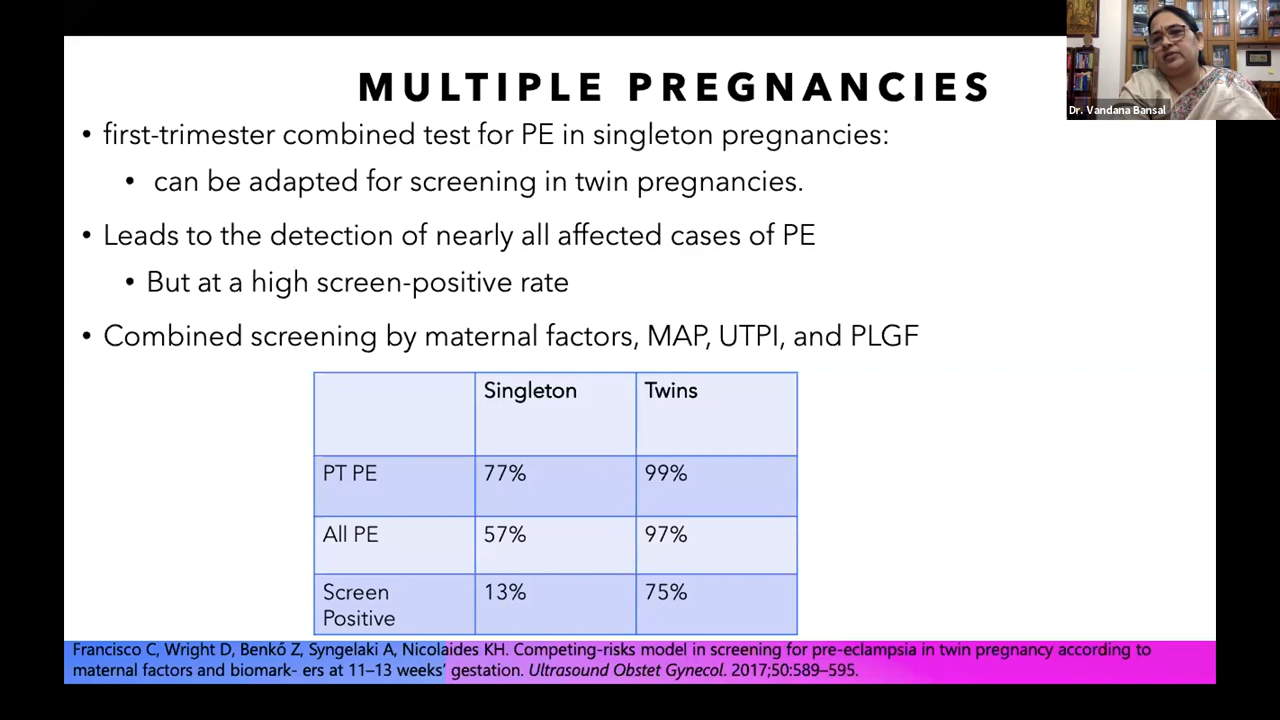 Dr. Vandana Bansal
MULTIPLE PREGNANCIES
• first-trimester combined test for PE in singleton pregnancies:
• can be adapted for screening in twin pregnancies.
• Leads to the detection of nearly all affected cases of PE
• But at a high screen-positive rate
• Combined screening by maternal factors, MAP, UTPI, and PLGF
Singleton Twins
PT PE 77% 99%
All PE 57% 97%
Screen 13% 75%
Positive
Francisco C, Wright D, Benkő Z, Syngelaki A, Nicolaides KH. Competing-risks model in screening for pre-eclampsia in twin pregnancy according to
maternal factors and biomark- ers at 11–13 weeks' gestation. Ultrasound Obstet Gynecol. 2017;50:589–595.